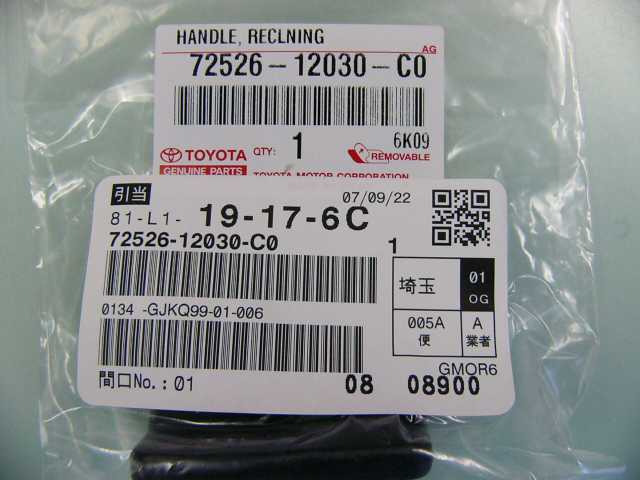 HANDLE, RECLNING
AG
72526-12030-C0
TOYOTA
GENUINE PARTS
QTY: 1
6K09
REMOVABLE
TOYOTA MOTOR CORPORATION
引当
07/09/22
81-L1- 19-17-6C
72526-12030-C0 1
埼玉 01
OG
0134 -GJKQ99-01-006
005A A
便 業者
GMOR6
間口No.:01 08 08900